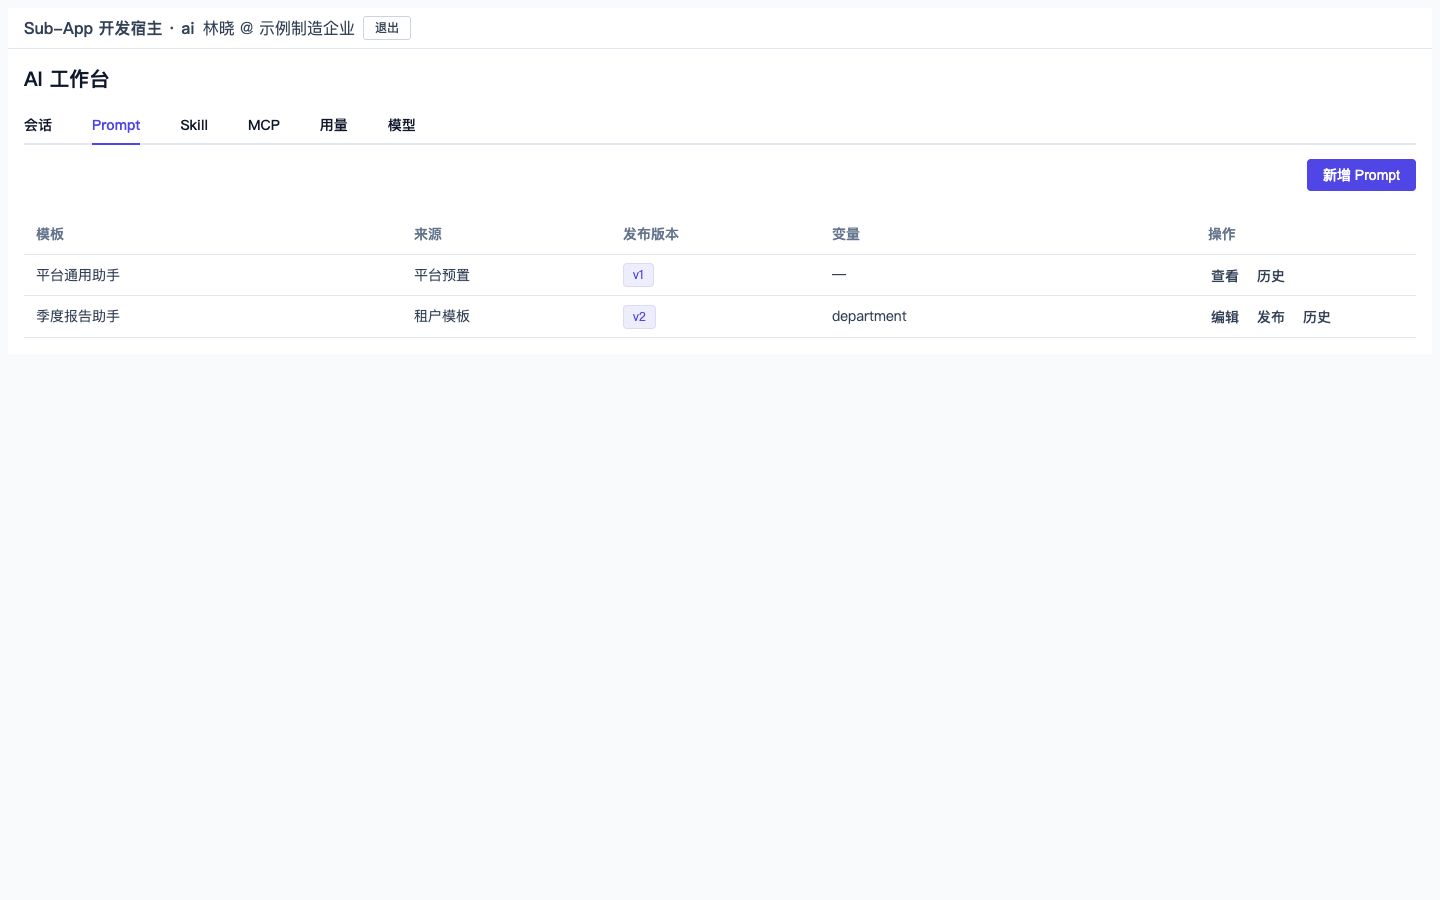 Sub-App 开发宿主 · ai 林晓 @ 示例制造企业 退出
AI 工作台
会话 Prompt Skill MCP 用量 模型
新增 Prompt
模板 来源 发布版本 变量 操作
平台通用助手 平台预置 v1 — 查看 历史
季度报告助手 租户模板 v2 department 编辑 发布 历史